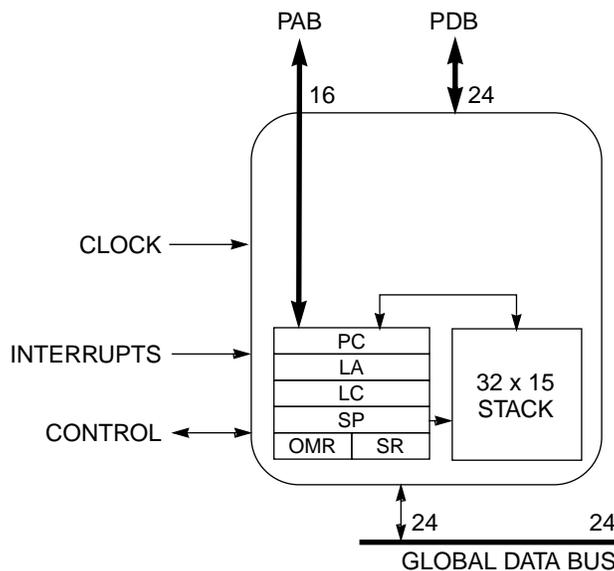 PAB PDB
16 24
CLOCK
PC
INTERRUPTS
LA
LC
32 x 15
STACK
SP
CONTROL
OMR SR
24 24
GLOBAL DATA BUS